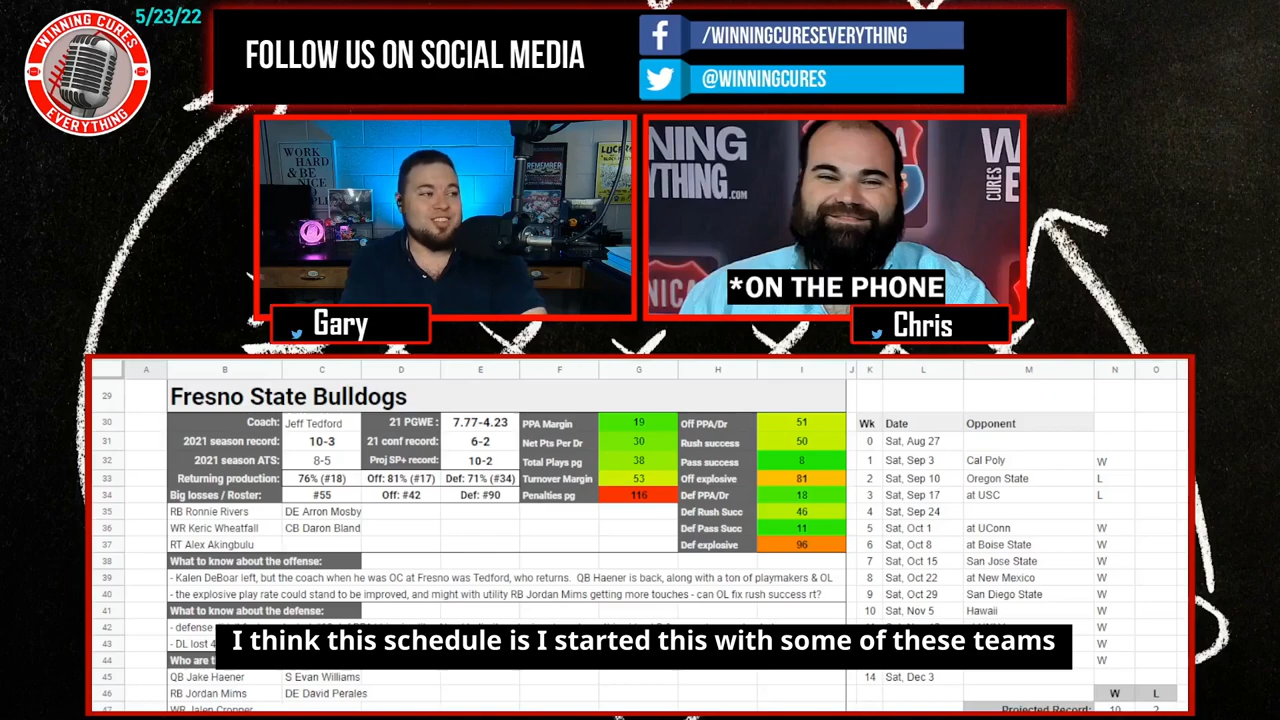 5/23/22
WINNING CURES
EVERYTHING
FOLLOW US ON SOCIAL MEDIA
f /WINNINGCURESEVERYTHING
@WINNINGCURES
WORK
HARD
& BE
NICE
REMEMBER
NING
YTHING
.COM
CURES
*ON THE PHONE
Gary
Chris
A B C D E F G H I J K L M N O
29 Fresno State Bulldogs
30 Coach: Jeff Tedford 21 PGWE : 7.77-4.23 PPA Margin 19 Off PPA/Dr 51 Wk Date Opponent
31 2021 season record: 10-3 21 conf record: 6-2 Net Pts Per Dr 30 Rush success 50 0 Sat, Aug 27
32 2021 season ATS: 8-5 Proj SP+ record: 10-2 Total Plays pg 38 Pass success 8 1 Sat, Sep 3 Cal Poly W
33 Returning production: 76% (#18) Off: 81% (#17) Def: 71% (#34) Turnover Margin 53 Off explosive 81 2 Sat, Sep 10 Oregon State L
34 Big losses / Roster: #55 Off: #42 Def: #90 Penalties pg 116 Def PPA/Dr 18 3 Sat, Sep 17 at USC L
35 RB Ronnie Rivers DE Arron Mosby Def Rush Succ 46 4 Sat, Sep 24
36 WR Keric Wheatfall CB Daron Bland Def Pass Succ 11 5 Sat, Oct 1 at UConn W
37 RT Alex Akingbulu Def explosive 96 6 Sat, Oct 8 at Boise State W
38 What to know about the offense: 7 Sat, Oct 15 San Jose State W
39 - Kalen DeBoar left, but the coach when he was OC at Fresno was Tedford, who returns. QB Haener is back, along with a ton of playmakers & OL 8 Sat, Oct 22 at New Mexico W
40 - the explosive play rate could stand to be improved, and might with utility RB Jordan Mims getting more touches - can OL fix rush success rt? 9 Sat, Oct 29 San Diego State W
41 What to know about the defense: 10 Sat, Nov 5 Hawaii W
42 - defense W
43 - DL lost 4 W
44 Who are t W
I think this schedule is I started this with some of these teams
45 QB Jake Haener S Evan Williams 14 Sat, Dec 3
46 RB Jordan Mims DE David Perales W L
47 WR Jalen Cropper Projected Record: 10 2